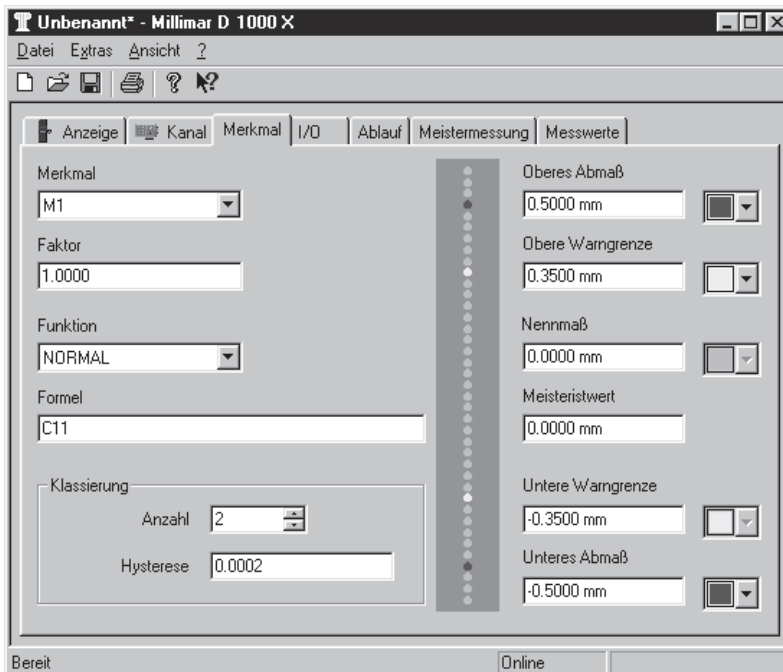 Unbenannt* - Millimar D 1000 X
Datei Extras Ansicht ?
Anzeige Kanal Merkmal I/O Ablauf Meistermessung Messwerte
Merkmal
M1
Faktor
1.0000
Funktion
NORMAL
Formel
C11
Klassierung
Anzahl 2
Hysterese 0.0002
Oberes Abmaß
0.5000 mm
Obere Warngrenze
0.3500 mm
Nennmaß
0.0000 mm
Meisteristwert
0.0000 mm
Untere Warngrenze
-0.3500 mm
Unteres Abmaß
-0.5000 mm
Bereit Online